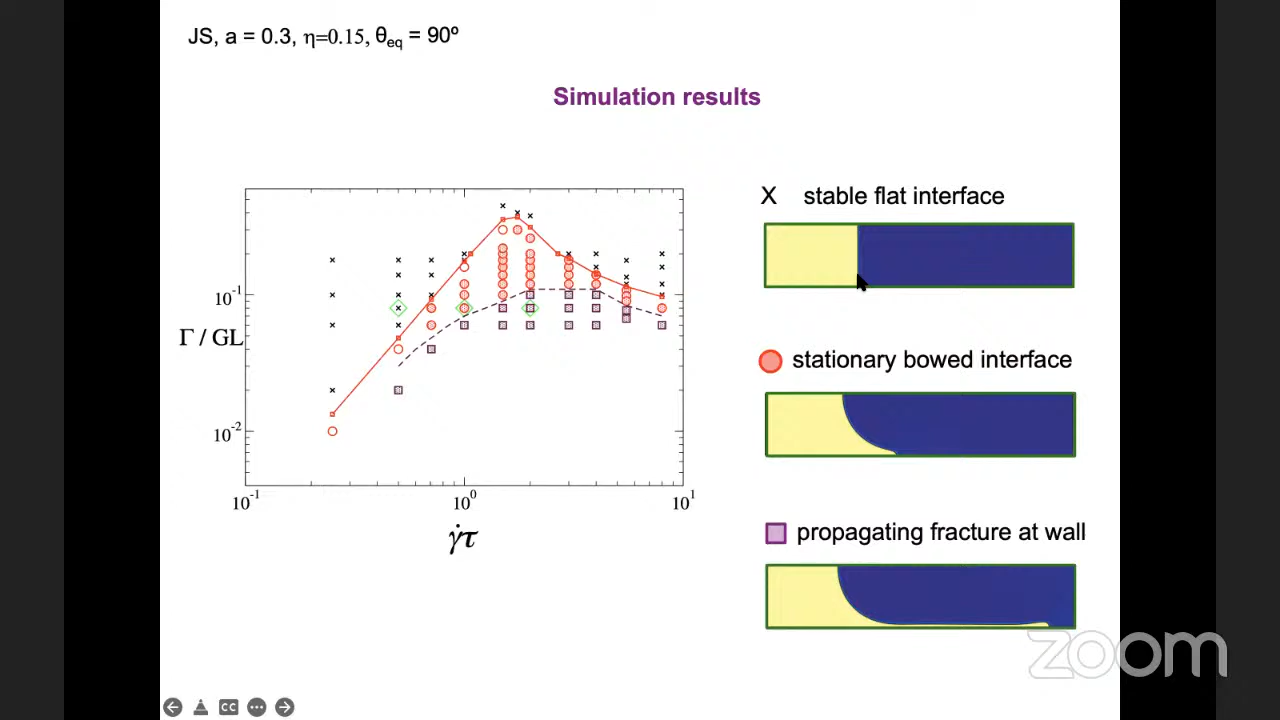 JS, a = 0.3, η=0.15, θeq = 90º
Simulation results
X stable flat interface
10⁻¹
Γ / GL
stationary bowed interface
10⁻²
10⁻¹ 10⁰ 10¹
γ̇τ
propagating fracture at wall
zoom
CC